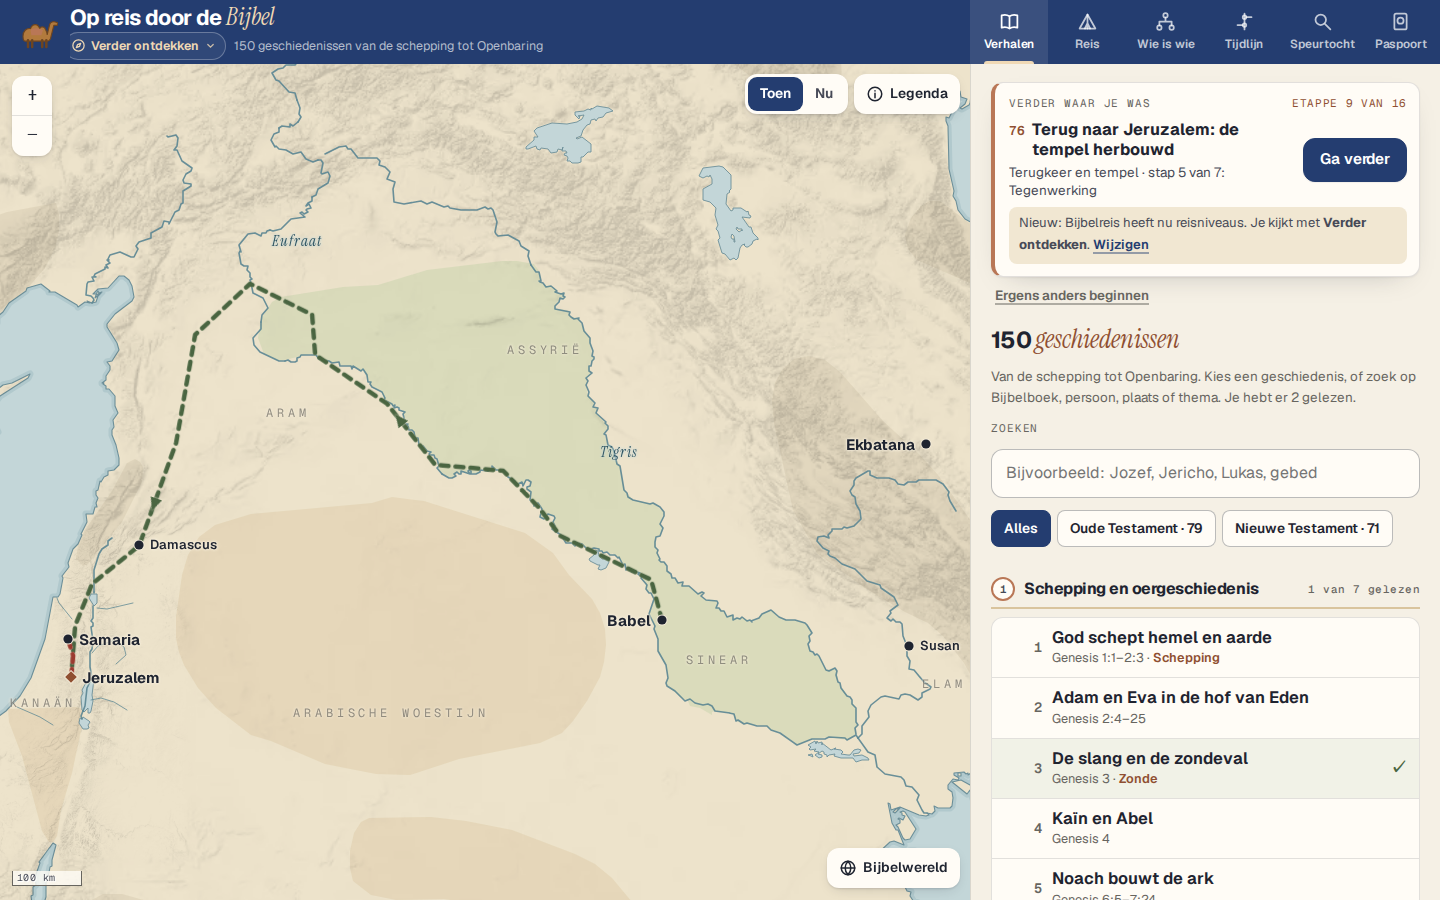 Op reis door de Bijbel
Verder ontdekken
150 geschiedenissen van de schepping tot Openbaring
Verhalen
Reis
Wie is wie
Tijdlijn
Speurtocht
Paspoort
+
−
Toen
Nu
Legenda
Eufraat
ASSYRIË
ARAM
Tigris
Ekbatana
Damascus
Babel
Samaria
Susan
SINEAR
Jeruzalem
ELAM
KANAÄN
ARABISCHE WOESTIJN
Bijbelwereld
100 km
VERDER WAAR JE WAS
ETAPPE 9 VAN 16
76 Terug naar Jeruzalem: de
tempel herbouwd
Terugkeer en tempel · stap 5 van 7:
Tegenwerking
Ga verder
Nieuw: Bijbelreis heeft nu reisniveaus. Je kijkt met Verder
ontdekken. Wijzigen
Ergens anders beginnen
150 geschiedenissen
Van de schepping tot Openbaring. Kies een geschiedenis, of zoek op
Bijbelboek, persoon, plaats of thema. Je hebt er 2 gelezen.
ZOEKEN
Bijvoorbeeld: Jozef, Jericho, Lukas, gebed
Alles
Oude Testament · 79
Nieuwe Testament · 71
1 Schepping en oergeschiedenis
1 van 7 gelezen
1 God schept hemel en aarde
Genesis 1:1–2:3 · Schepping
2 Adam en Eva in de hof van Eden
Genesis 2:4–25
3 De slang en de zondeval
Genesis 3 · Zonde
✓
4 Kaïn en Abel
Genesis 4
5 Noach bouwt de ark
Genesis 6:5–7:24